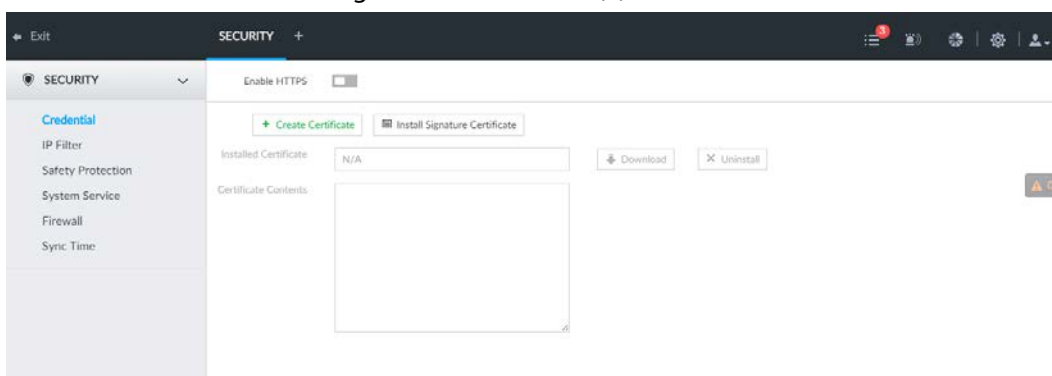 Exit
SECURITY +
3
SECURITY
Enable HTTPS
Credential
+ Create Certificate
Install Signature Certificate
IP Filter
Installed Certificate
N/A
Download
Uninstall
Safety Protection
Certificate Contents
System Service
Firewall
Sync Time